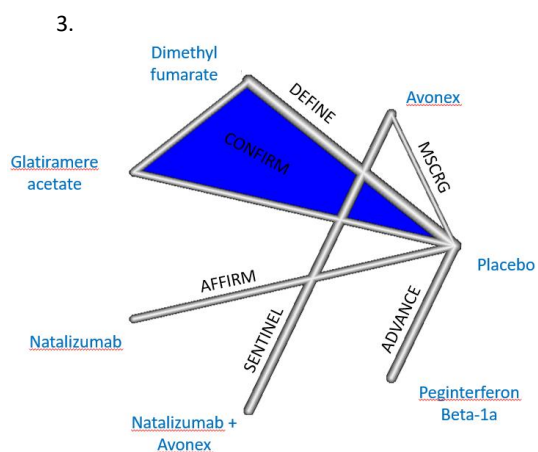 3.
Dimethyl
fumarate
DEFINE
Avonex
CONFIRM
MSCRG
Glatiramere
acetate
Placebo
AFFIRM
SENTINEL
ADVANCE
Natalizumab
Natalizumab +
Avonex
Peginterferon
Beta-1a